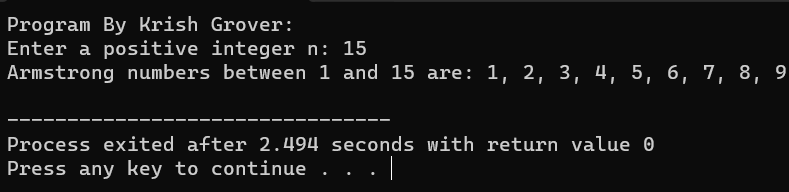 Program By Krish Grover:
Enter a positive integer n: 15
Armstrong numbers between 1 and 15 are: 1, 2, 3, 4, 5, 6, 7, 8, 9
--------------------------------
Process exited after 2.494 seconds with return value 0
Press any key to continue . . .